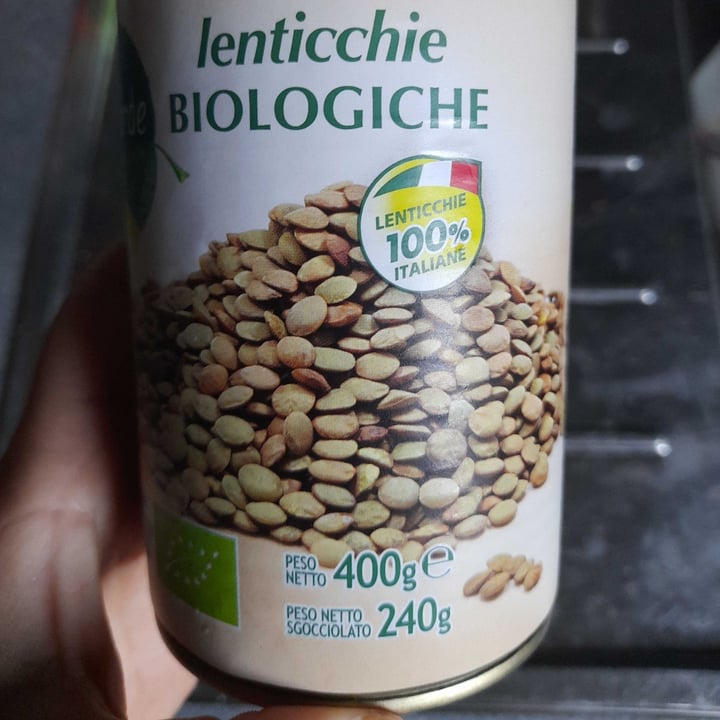 lenticchie
BIOLOGICHE
LENTICCHIE
100%
ITALIANE
PESO
NETTO 400g ℮
PESO NETTO
SGOCCIOLATO 240g